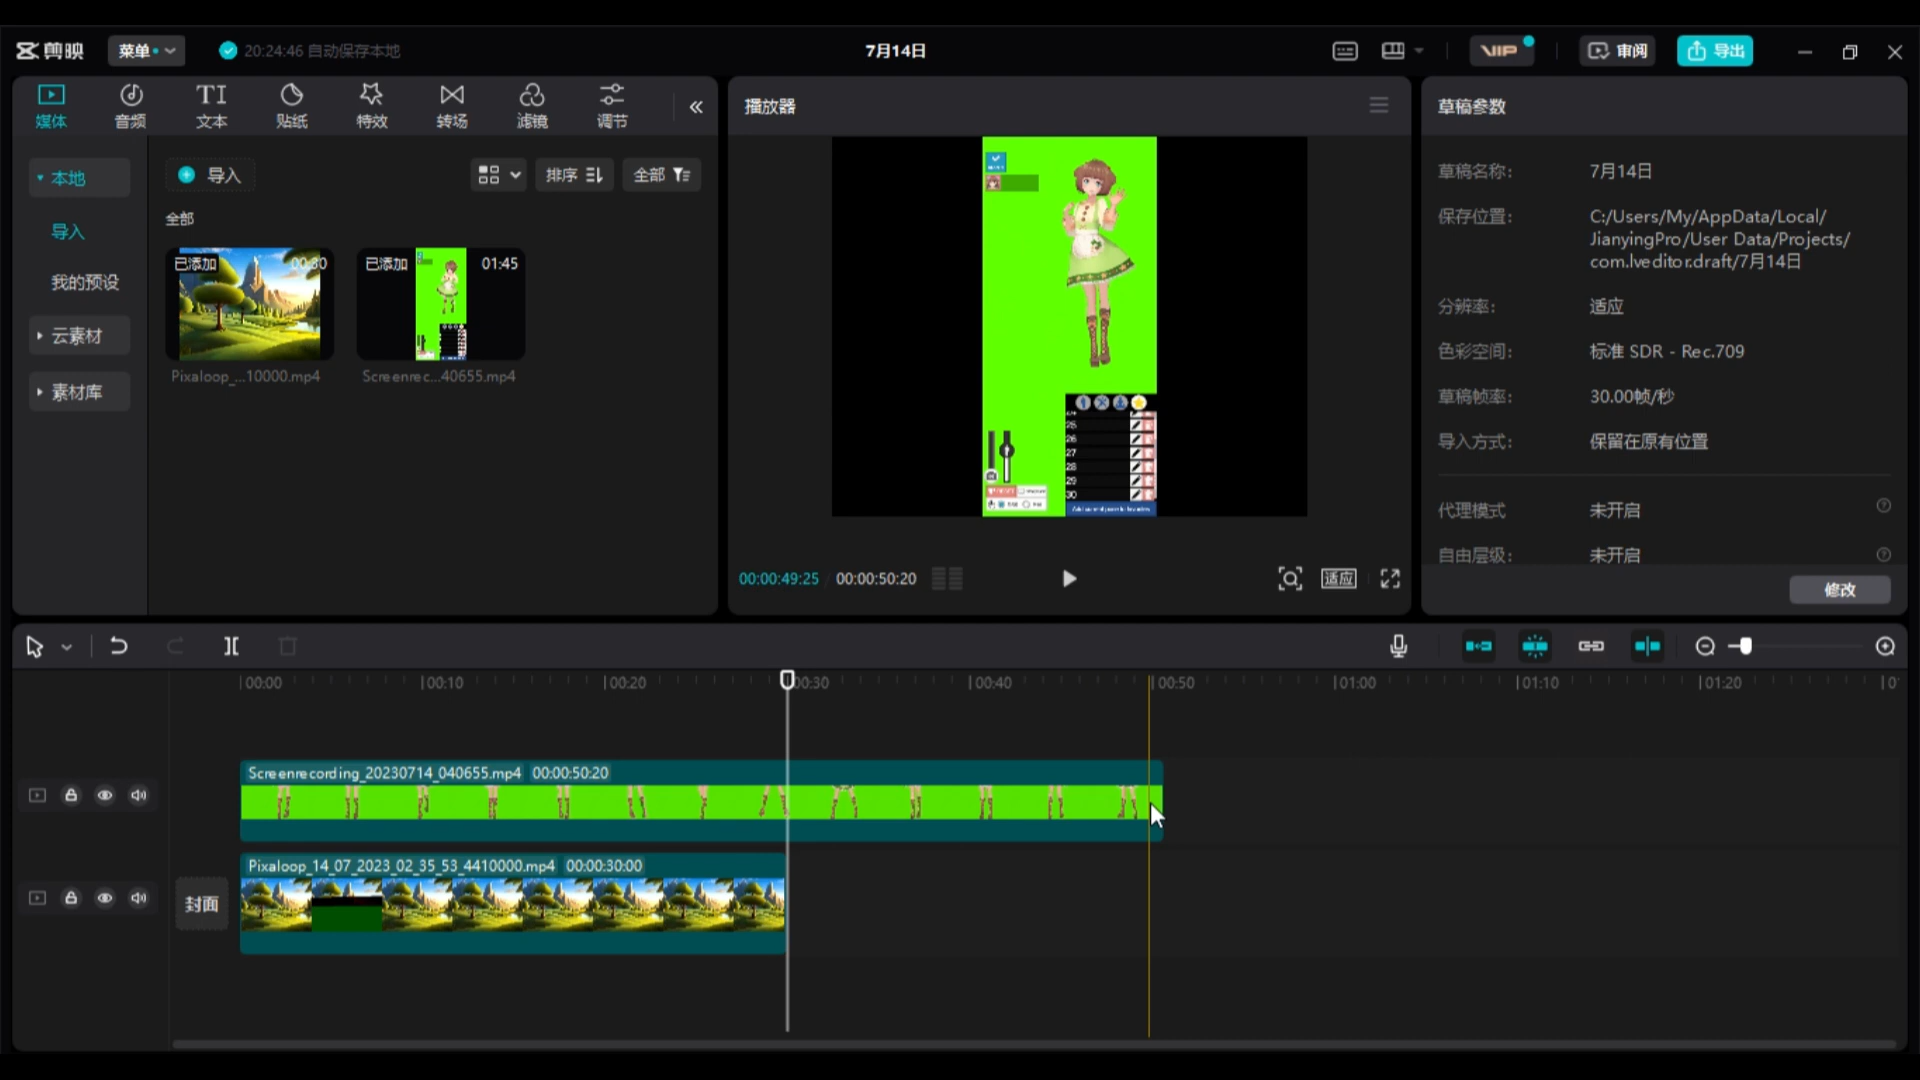 剪映
菜单
20:24:46 自动保存本地
7月14日
VIP
审阅
导出
媒体
音频
TI
文本
贴纸
特效
转场
滤镜
调节
播放器
草稿参数
本地
导入
我的预设
云素材
素材库
导入
排序
全部
全部
已添加
00:30
Pixaloop_...10000.mp4
已添加
01:45
Screenrec...40655.mp4
25
26
27
28
29
30
00:00:49:25
00:00:50:20
适应
草稿名称:
7月14日
保存位置:
C:/Users/My/AppData/Local/
JianyingPro/User Data/Projects/
com.lveditor.draft/7月14日
分辨率:
适应
色彩空间:
标准 SDR - Rec.709
草稿帧率:
30.00帧/秒
导入方式:
保留在原有位置
代理模式
未开启
自由层级:
未开启
修改
00:00
00:10
00:20
00:30
00:40
00:50
01:00
01:10
01:20
Screenrecording_20230714_040655.mp4 00:00:50:20
Pixaloop_14_07_2023_02_35_53_4410000.mp4 00:00:30:00
封面